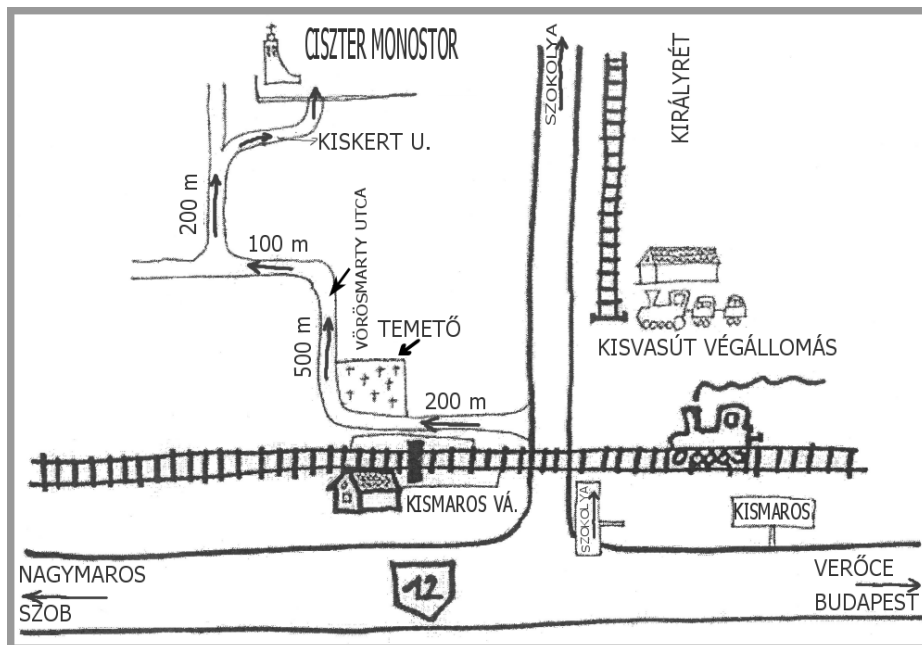 CISZTER MONOSTOR
SZOKOLYA
KIRÁLYRÉT
KISKERT U.
200 m
100 m
VÖRÖSMARTY UTCA
500 m
TEMETŐ
200 m
KISVASÚT VÉGÁLLOMÁS
KISMAROS VÁ.
SZOKOLYA
KISMAROS
NAGYMAROS
SZOB
12
VERŐCE
BUDAPEST